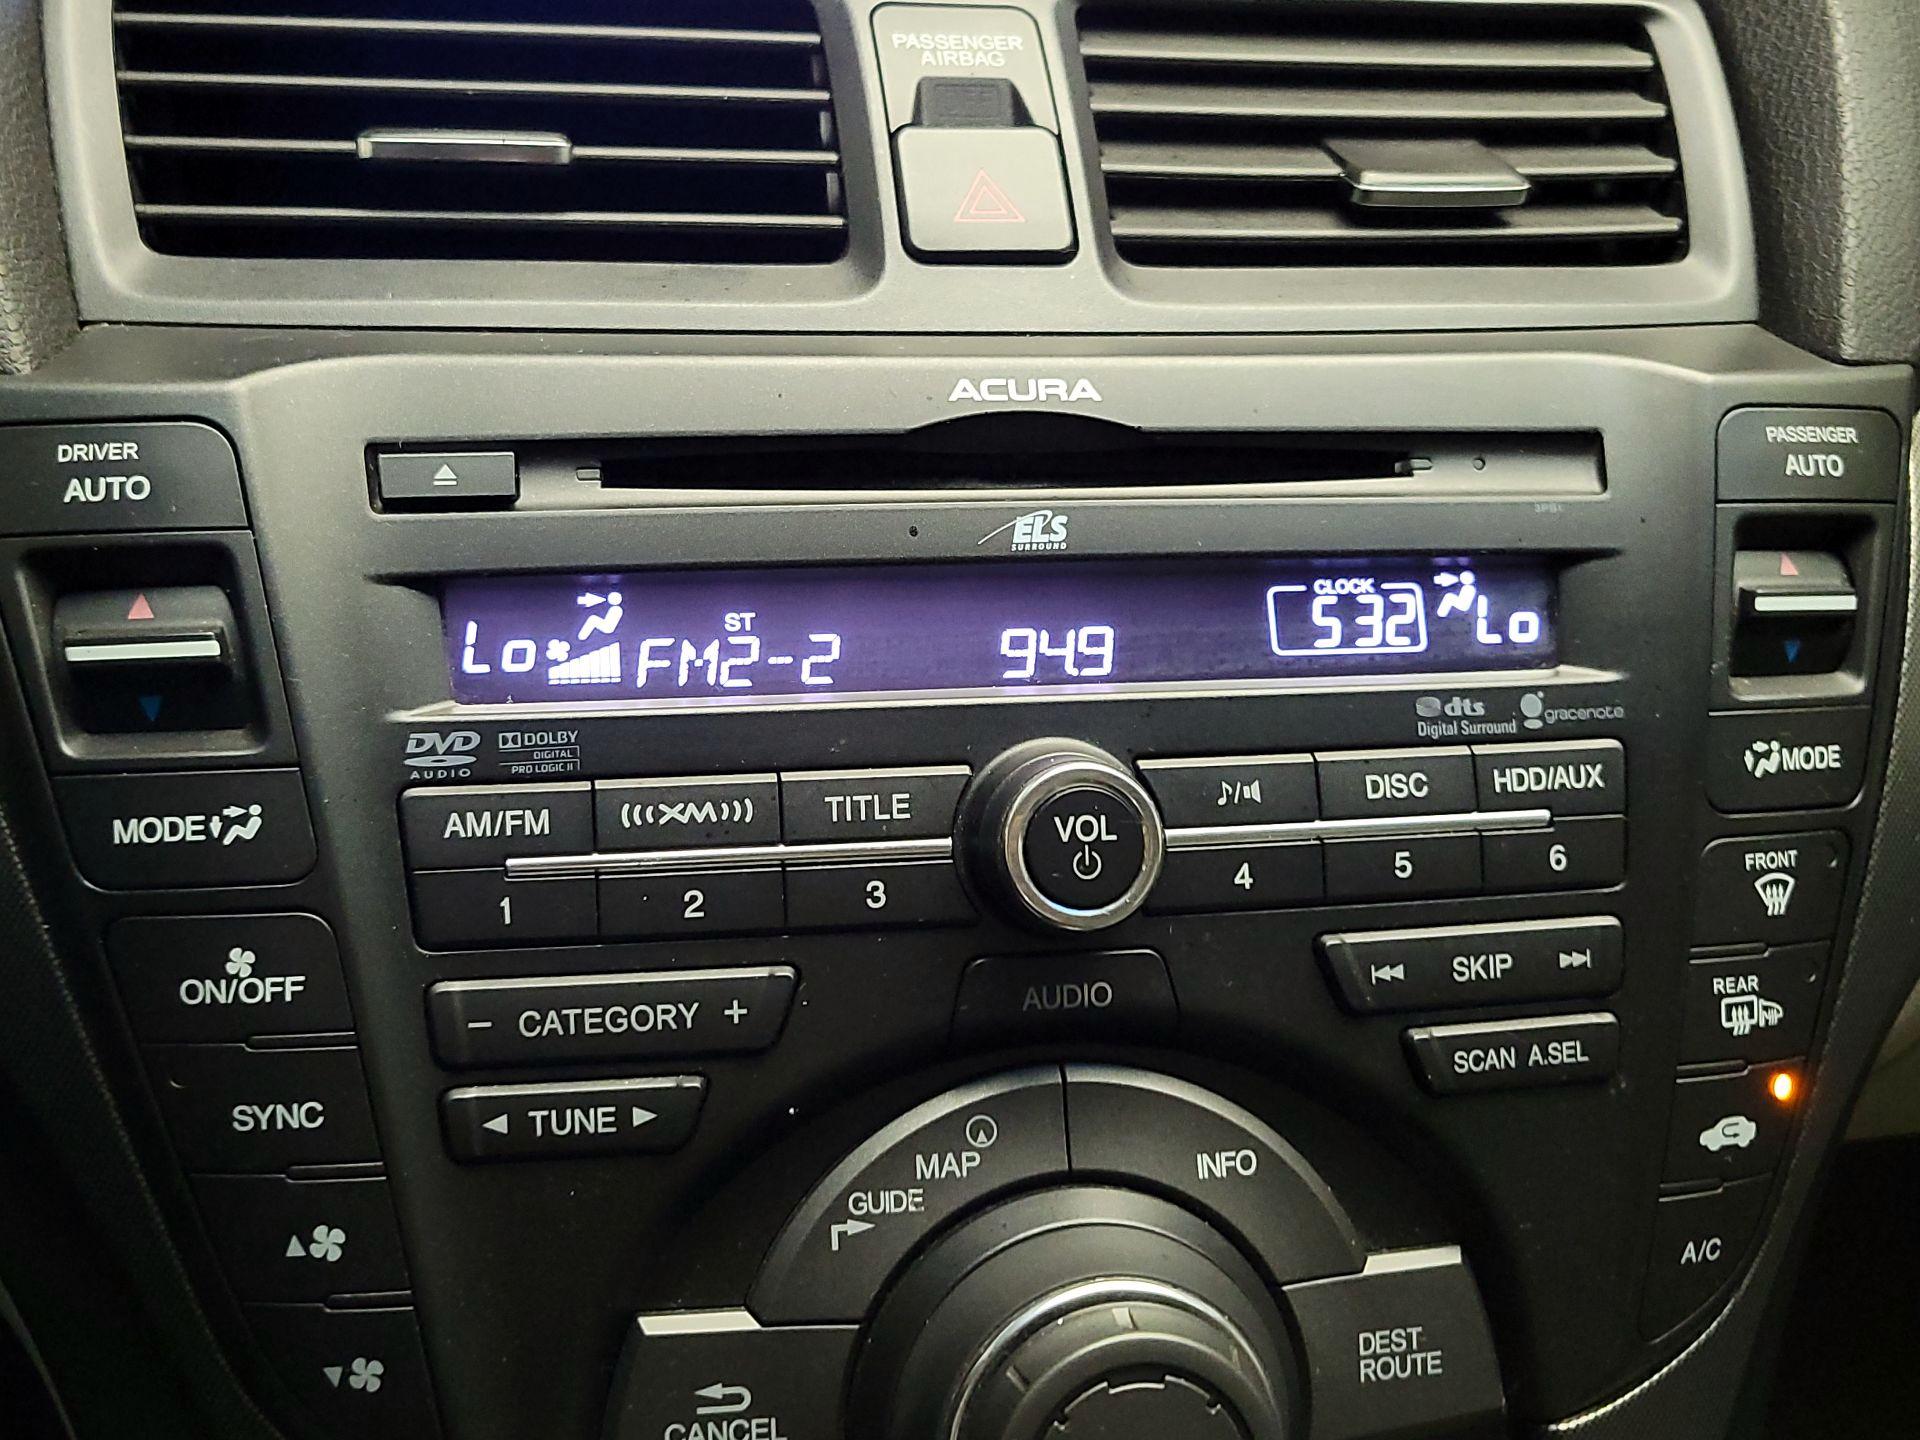 PASSENGER
AIRBAG
ACURA
DRIVER
AUTO
PASSENGER
AUTO
ELS
SURROUND
Lo
ST
FM2-2
94.9
CLOCK
5 32
Lo
DVD
AUDIO
DOLBY
DIGITAL
PRO LOGIC II
dts
Digital Surround
gracenote
MODE
AM/FM
XM
TITLE
VOL
DISC
HDD/AUX
MODE
1
2
3
4
5
6
FRONT
ON/OFF
- CATEGORY +
AUDIO
SKIP
REAR
SCAN A.SEL
SYNC
TUNE
MAP
GUIDE
INFO
A/C
DEST
ROUTE
CANCEL